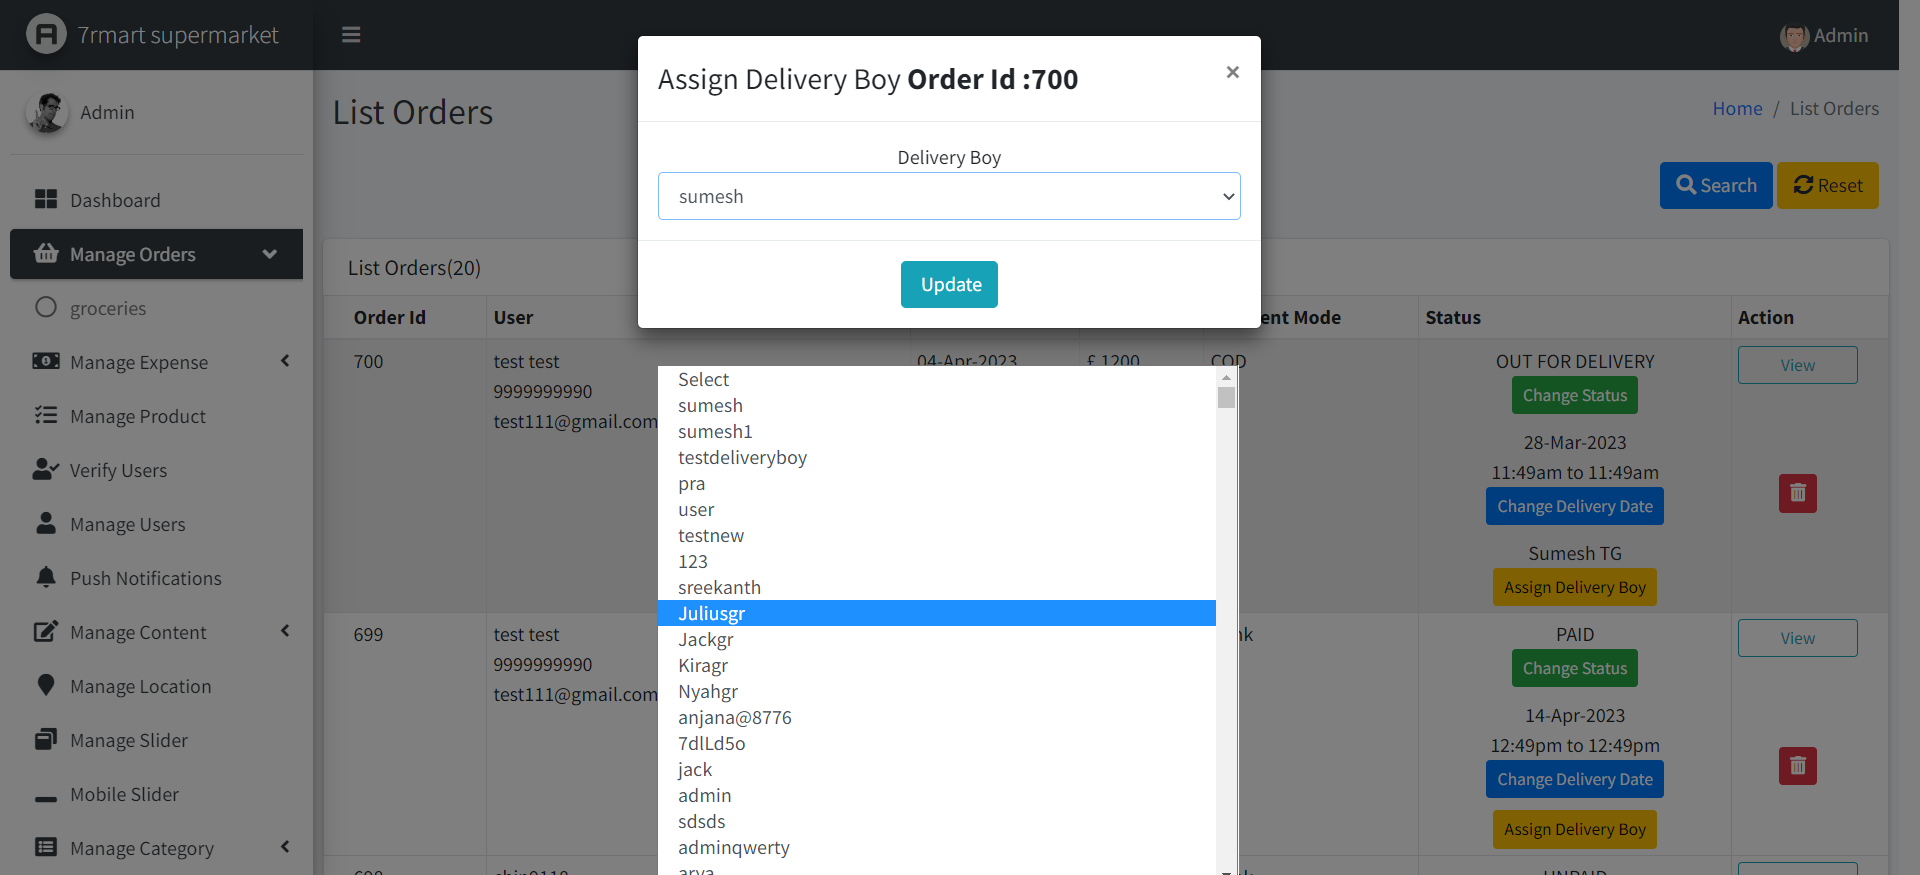 7rmart supermarket
Admin
Admin
Dashboard
Manage Orders
groceries
Manage Expense
Manage Product
Verify Users
Manage Users
Push Notifications
Manage Content
Manage Location
Manage Slider
Mobile Slider
Manage Category
List Orders
Home / List Orders
Search
Reset
Assign Delivery Boy Order Id :700
×
Delivery Boy
sumesh
Update
List Orders(20)
Order Id
User
ent Mode
Status
Action
700
test test
9999999990
test111@gmail.com
04-Apr-2023
£ 1200
COD
OUT FOR DELIVERY
Change Status
28-Mar-2023
11:49am to 11:49am
Change Delivery Date
Sumesh TG
Assign Delivery Boy
View
Select
sumesh
sumesh1
testdeliveryboy
pra
user
testnew
123
sreekanth
Juliusgr
Jackgr
Kiragr
Nyahgr
anjana@8776
7dlLd5o
jack
admin
sdsds
adminqwerty
arya
699
test test
9999999990
test111@gmail.com
nk
PAID
Change Status
14-Apr-2023
12:49pm to 12:49pm
Change Delivery Date
Assign Delivery Boy
View
UNPAID